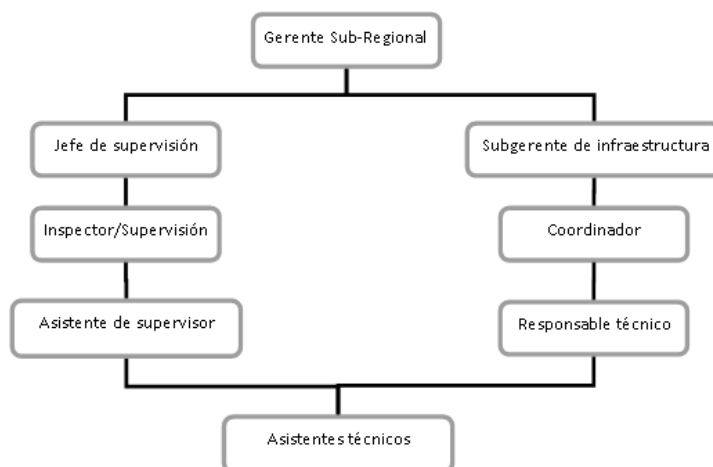 Gerente Sub-Regional
Jefe de supervisión
Subgerente de infraestructura
Inspector/Supervisión
Coordinador
Asistente de supervisor
Responsable técnico
Asistentes técnicos